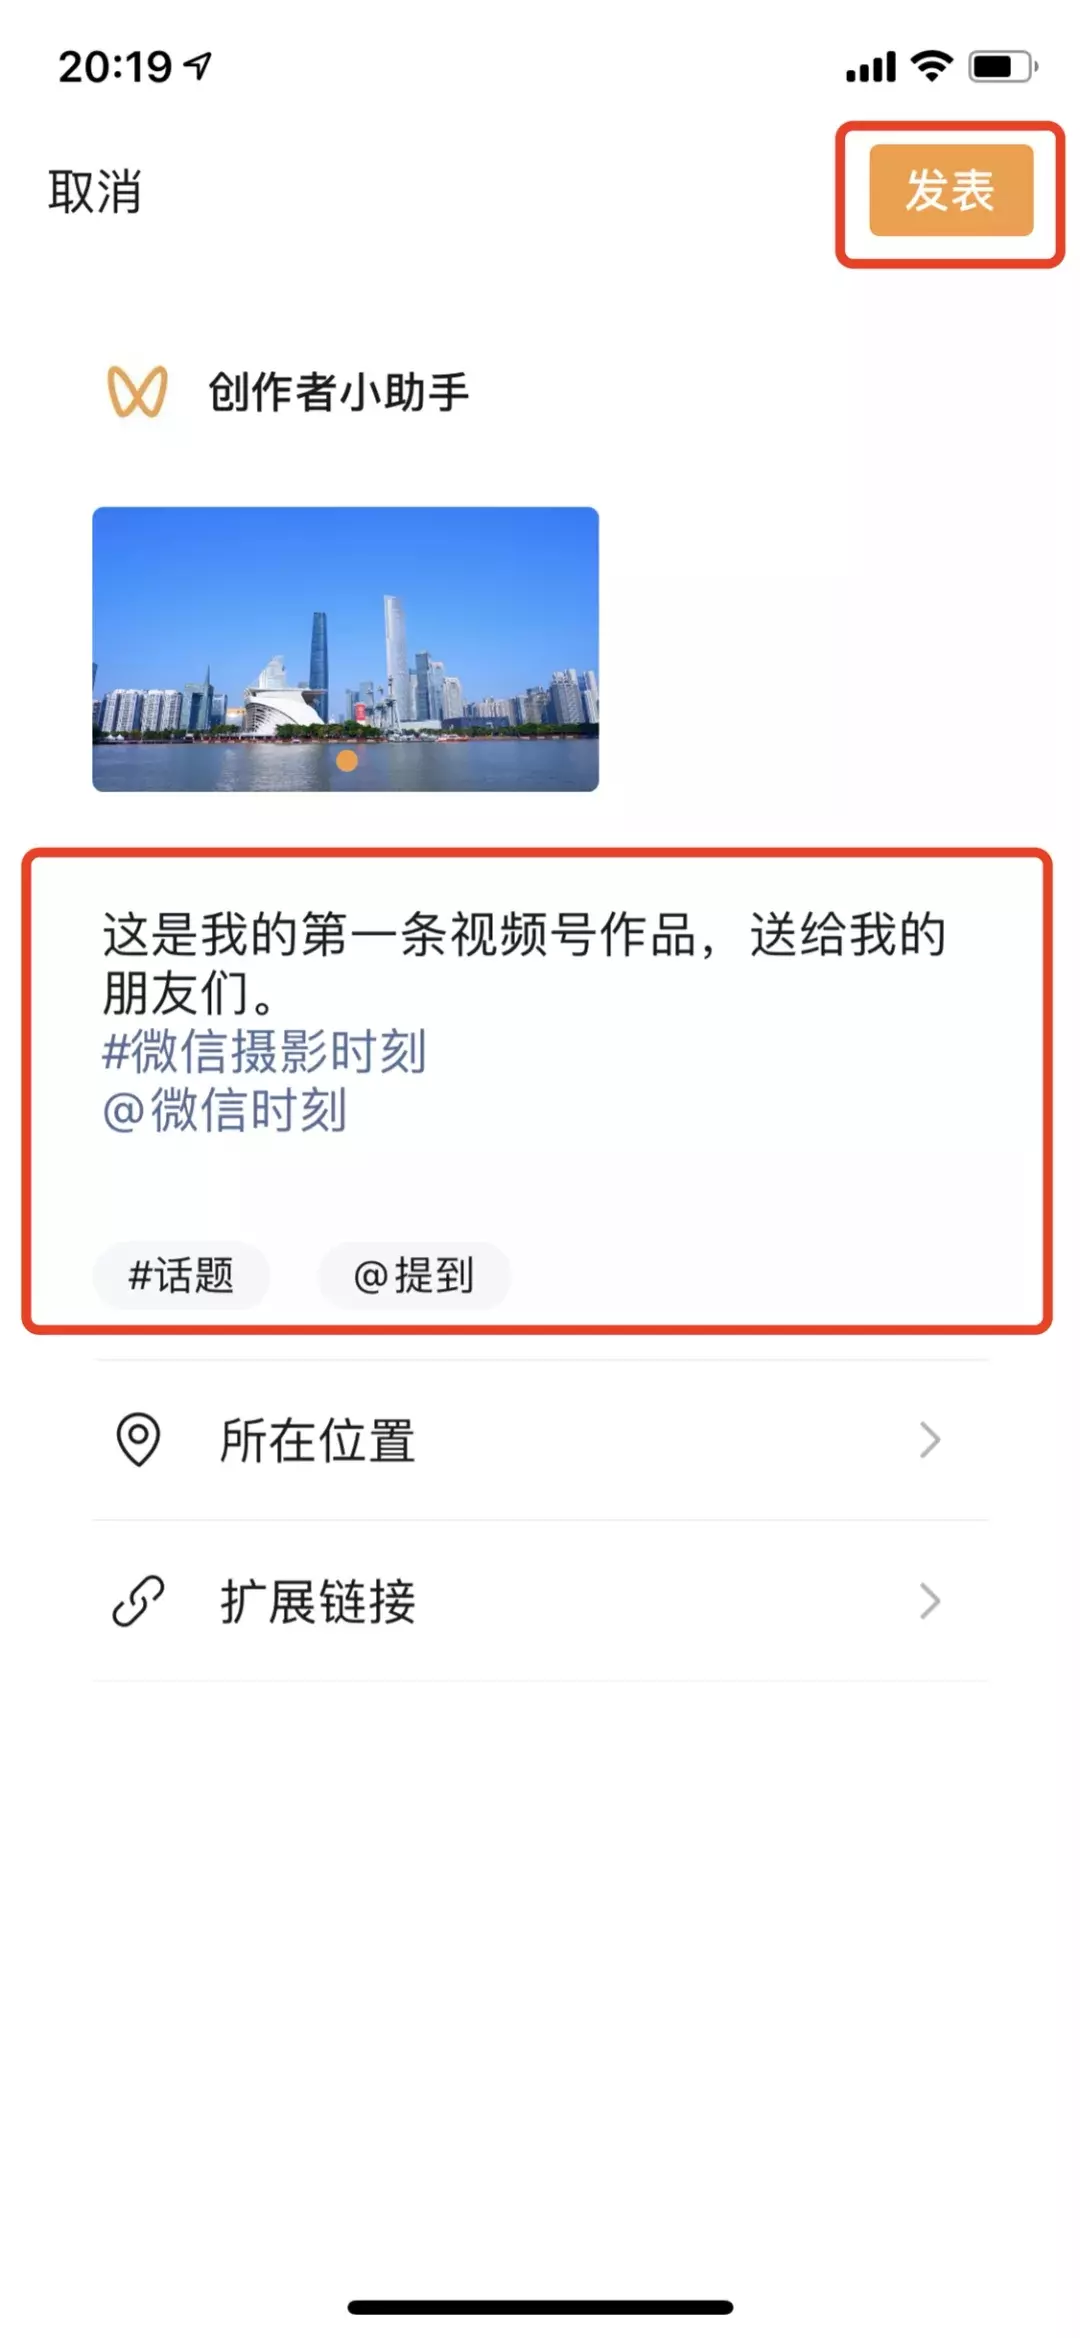 20:19
取消
发表
创作者小助手
这是我的第一条视频号作品，送给我的
朋友们。
#微信摄影时刻
@微信时刻
#话题
@提到
所在位置
扩展链接